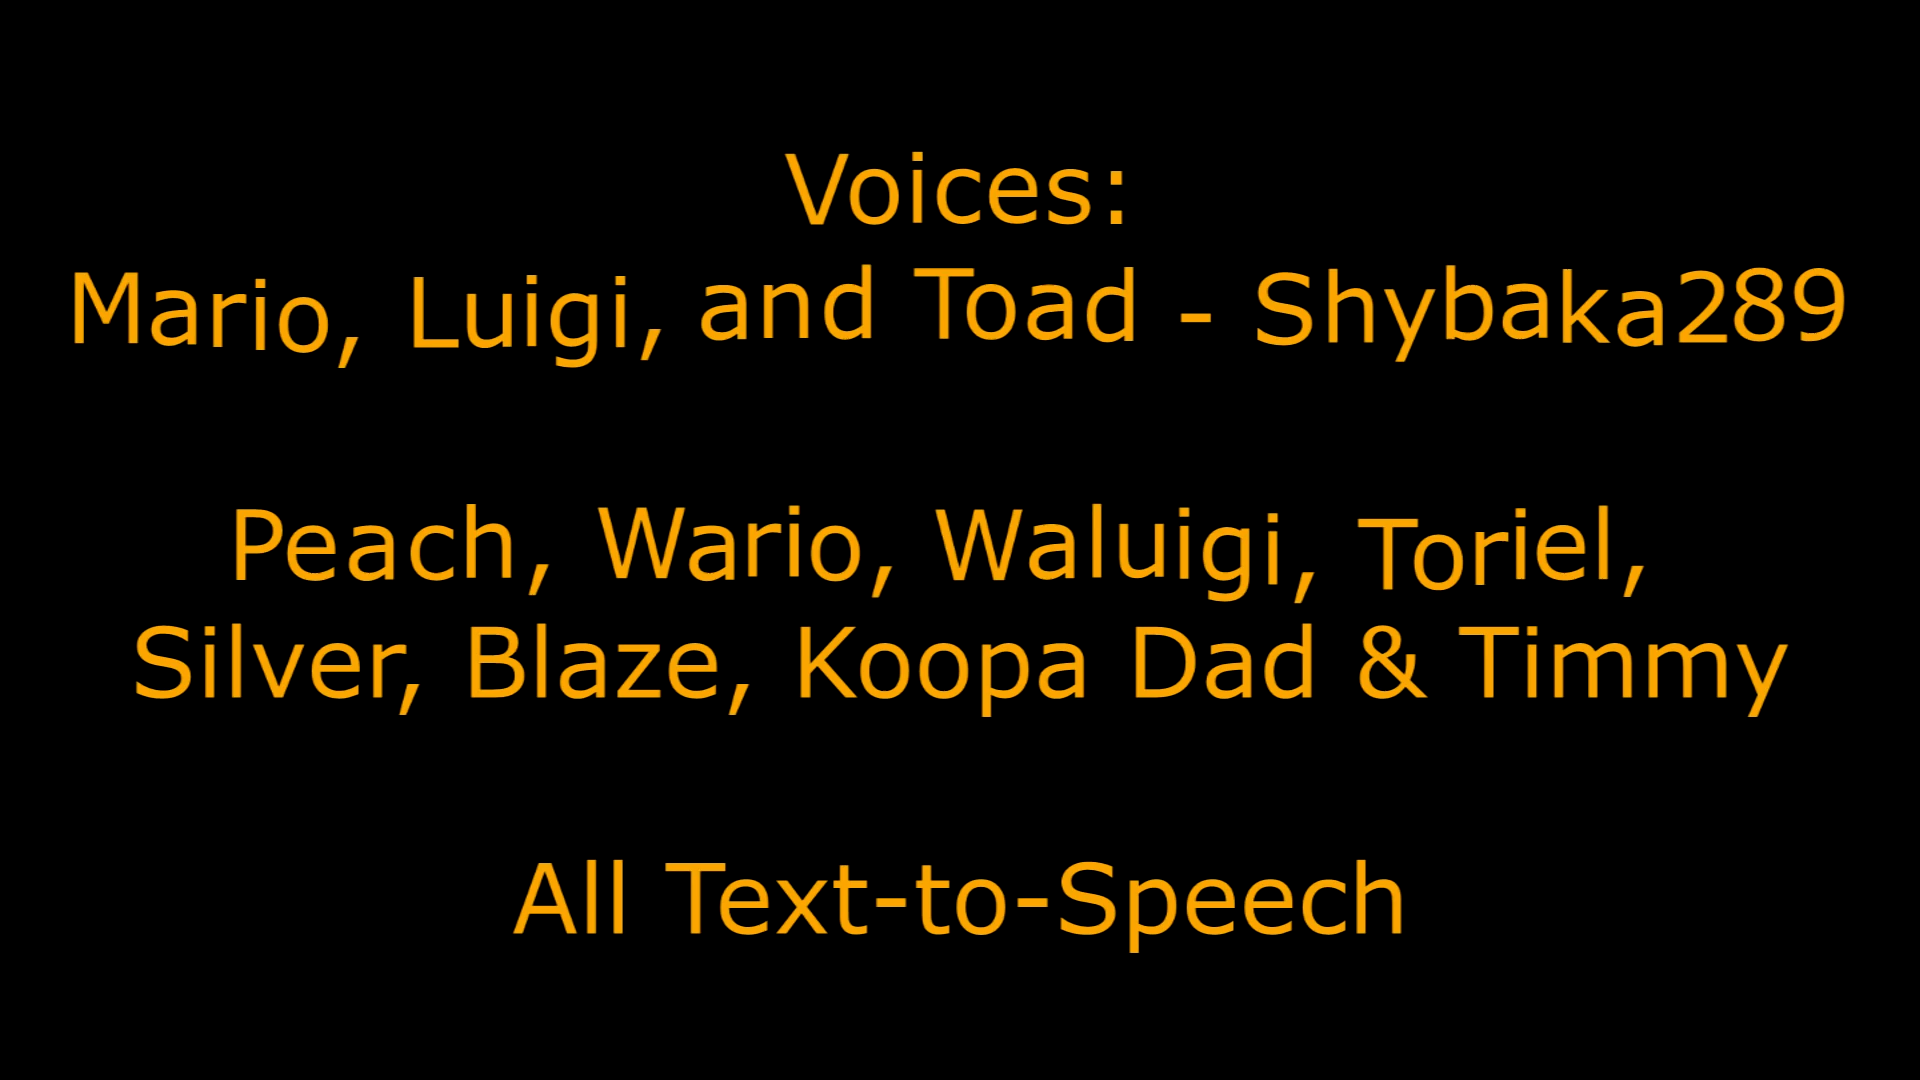 Voices:
Mario, Luigi, and Toad - Shybaka289
Peach, Wario, Waluigi, Toriel,
Silver, Blaze, Koopa Dad & Timmy
All Text-to-Speech